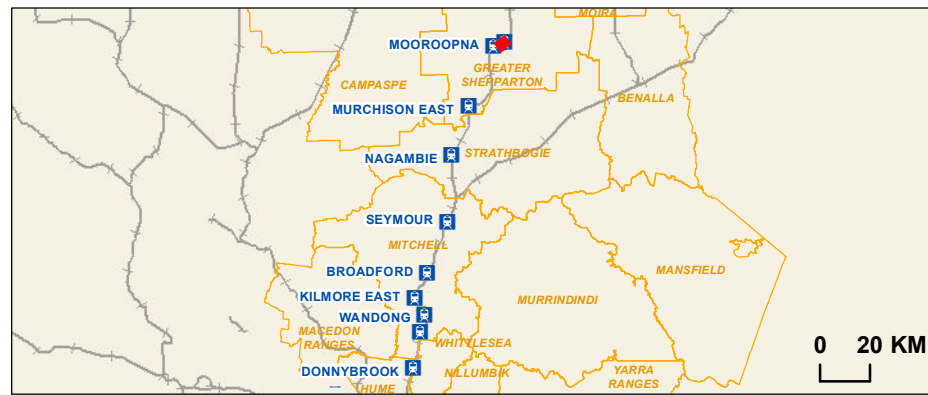 MOIRA
MOOROOPNA
GREATER
SHEPPARTON
CAMPASPE
BENALLA
MURCHISON EAST
NAGAMBIE
STRATHBOGIE
SEYMOUR
MITCHELL
BROADFORD
MANSFIELD
KILMORE EAST
MURRINDINDI
WANDONG
MACEDON
RANGES
WHITTLESEA
0 20 KM
DONNYBROOK
NILLUMBIK
YARRA
RANGES
HUME